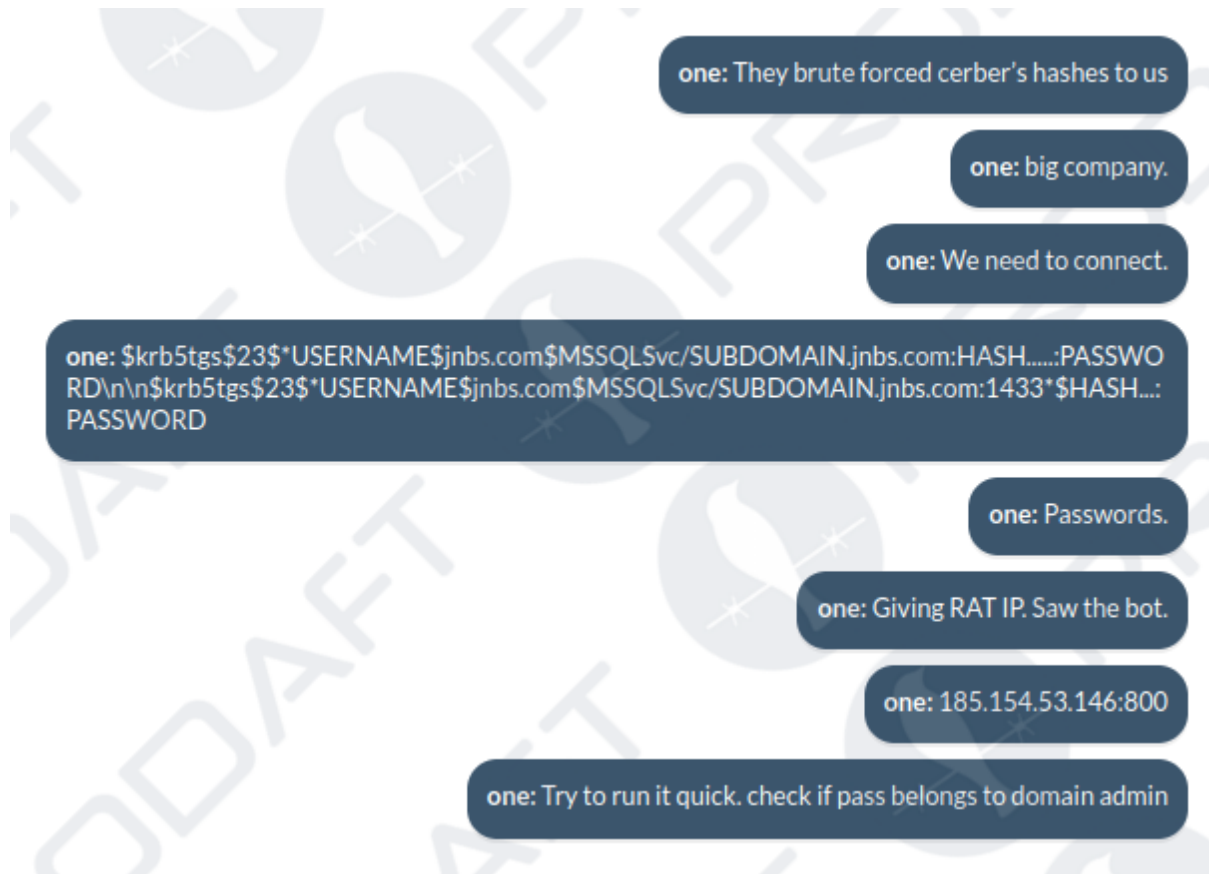 one: They brute forced cerber’s hashes to us
one: big company.
one: We need to connect.
one: $krb5tgs$23$*USERNAME$jnbs.com$MSSQLSvc/SUBDOMAIN.jnbs.com:HASH.....:PASSWO
RD\n\n$krb5tgs$23$*USERNAME$jnbs.com$MSSQLSvc/SUBDOMAIN.jnbs.com:1433*$HASH...:
PASSWORD
one: Passwords.
one: Giving RAT IP. Saw the bot.
one: 185.154.53.146:800
one: Try to run it quick. check if pass belongs to domain admin